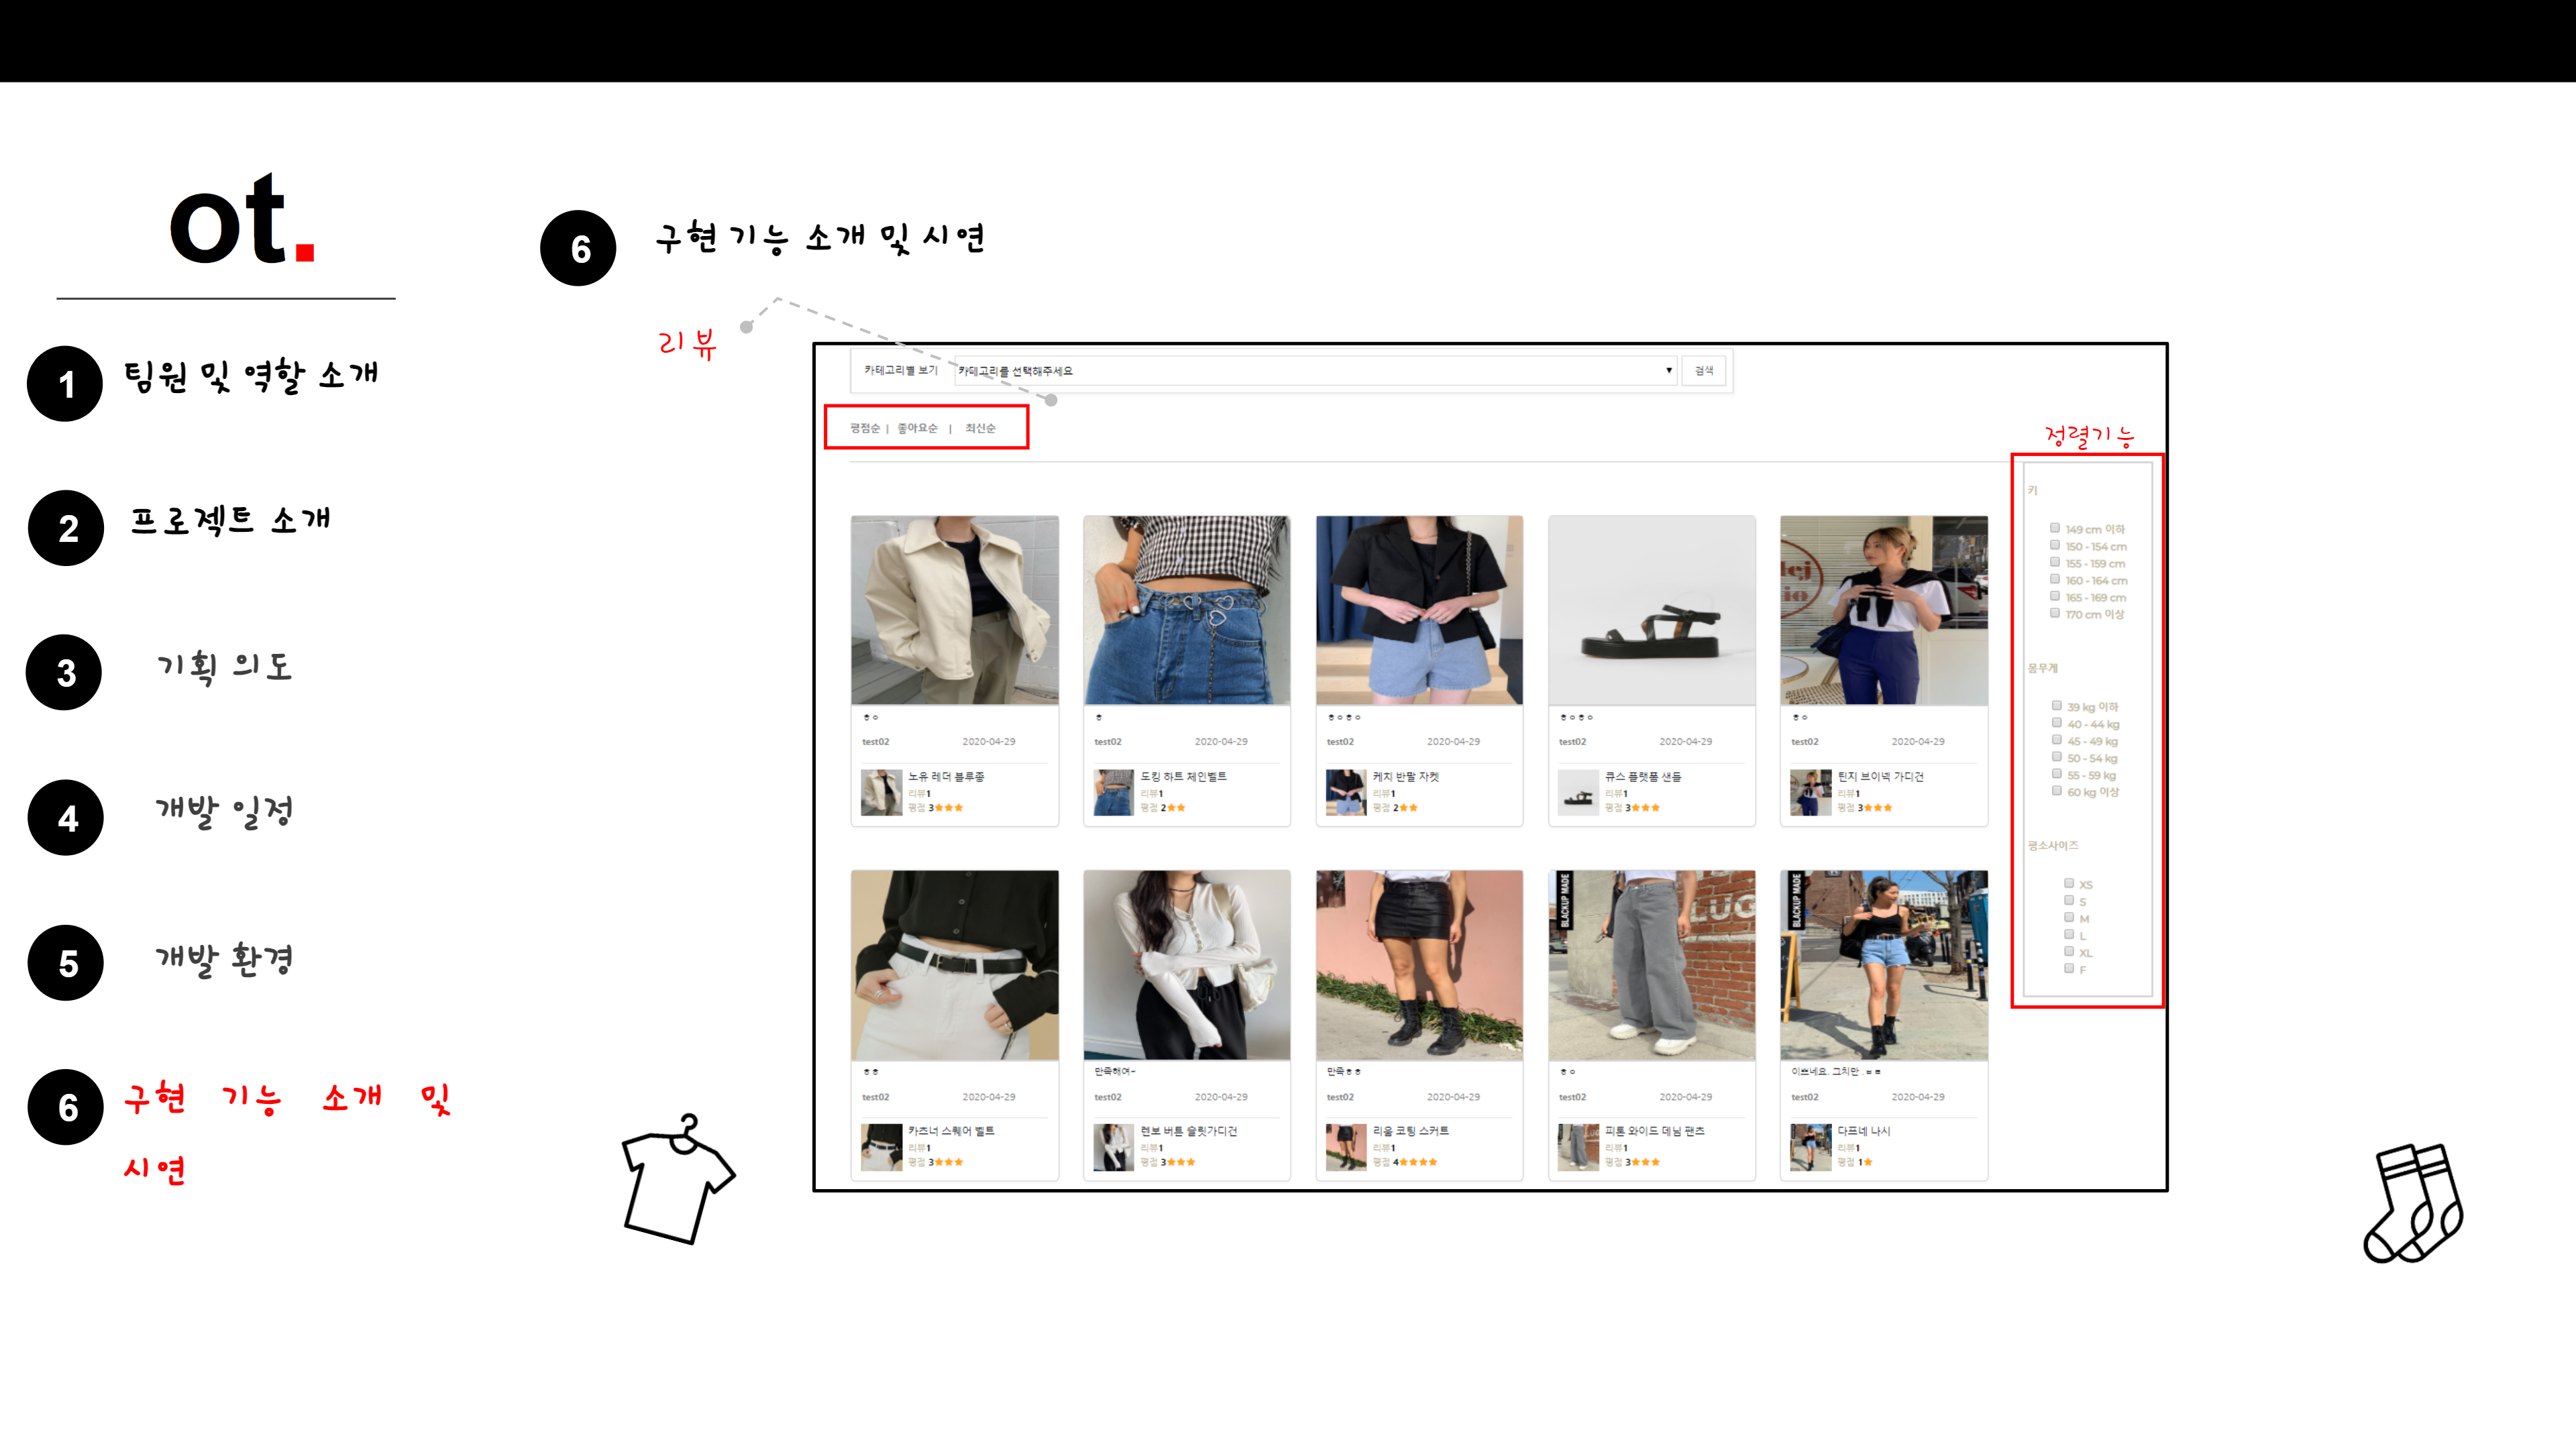 ot.
1 팀원 및 역할 소개
2 프로젝트 소개
3 기획 의도
4 개발 일정
5 개발 환경
6 구현 기능 소개 및
시연
6 구현 기능 소개 및 시연
리뷰
카테고리별 보기 카테고리를 선택해주세요 ▼ 검색
평점순 | 좋아요순 | 최신순
정렬기능
ㅎㅇ
test02 2020-04-29
노유 레더 블루종
리뷰1
평점 3★★★
ㅎ
test02 2020-04-29
도킹 하트 체인벨트
리뷰1
평점 2★★
ㅎㅇㅎㅇ
test02 2020-04-29
케치 반팔 자켓
리뷰1
평점 2★★
ㅎㅇㅎㅇ
test02 2020-04-29
큐스 플랫폼 샌들
리뷰1
평점 3★★★
ㅎㅇ
test02 2020-04-29
틴지 브이넥 가디건
리뷰1
평점 3★★★
ㅎㅎ
test02 2020-04-29
카즈너 스퀘어 벨트
리뷰1
평점 3★★★
만족해여~
test02 2020-04-29
렌보 버튼 슬릿가디건
리뷰1
평점 3★★★
만족ㅎㅎ
test02 2020-04-29
리울 코팅 스커트
리뷰1
평점 4★★★★
BLACKUP MADE
LUG
ㅎㅇ
test02 2020-04-29
피톤 와이드 데님 팬츠
리뷰1
평점 3★★★
BLACKUP MADE
이쁘네요. 그치만 .ㅠㅠ
test02 2020-04-29
다프네 나시
리뷰1
평점 1★
키
149 cm 이하
150 - 154 cm
155 - 159 cm
160 - 164 cm
165 - 169 cm
170 cm 이상
몸무게
39 kg 이하
40 - 44 kg
45 - 49 kg
50 - 54 kg
55 - 59 kg
60 kg 이상
평소사이즈
XS
S
M
L
XL
F